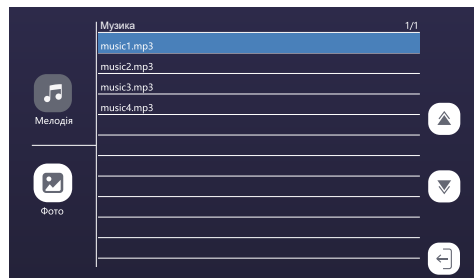 Музика 1/1
music1.mp3
music2.mp3
music3.mp3
music4.mp3
Мелодія
Фото